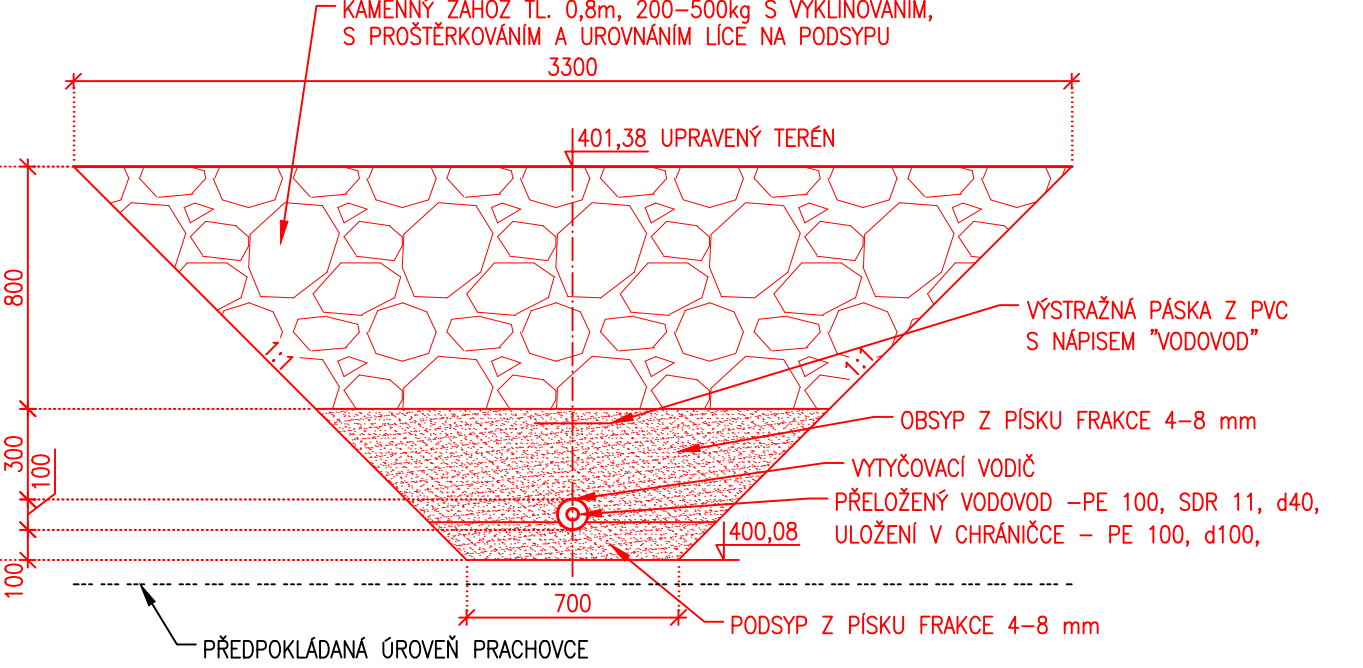 KAMENNÝ ZÁHOZ TL. 0,8m, 200-500kg S VYKLÍNOVÁNÍM,
S PROŠTĚRKOVÁNÍM A UROVNÁNÍM LÍCE NA PODSYPU
3300
401,38 UPRAVENÝ TERÉN
800
1:1
1:1
VÝSTRAŽNÁ PÁSKA Z PVC
S NÁPISEM "VODOVOD"
OBSYP Z PÍSKU FRAKCE 4-8 mm
300
100
VYTYČOVACÍ VODIČ
PŘELOŽENÝ VODOVOD -PE 100, SDR 11, d40,
ULOŽENÍ V CHRÁNIČCE - PE 100, d100,
400,08
100
700
PODSYP Z PÍSKU FRAKCE 4-8 mm
PŘEDPOKLÁDANÁ ÚROVEŇ PRACHOVCE